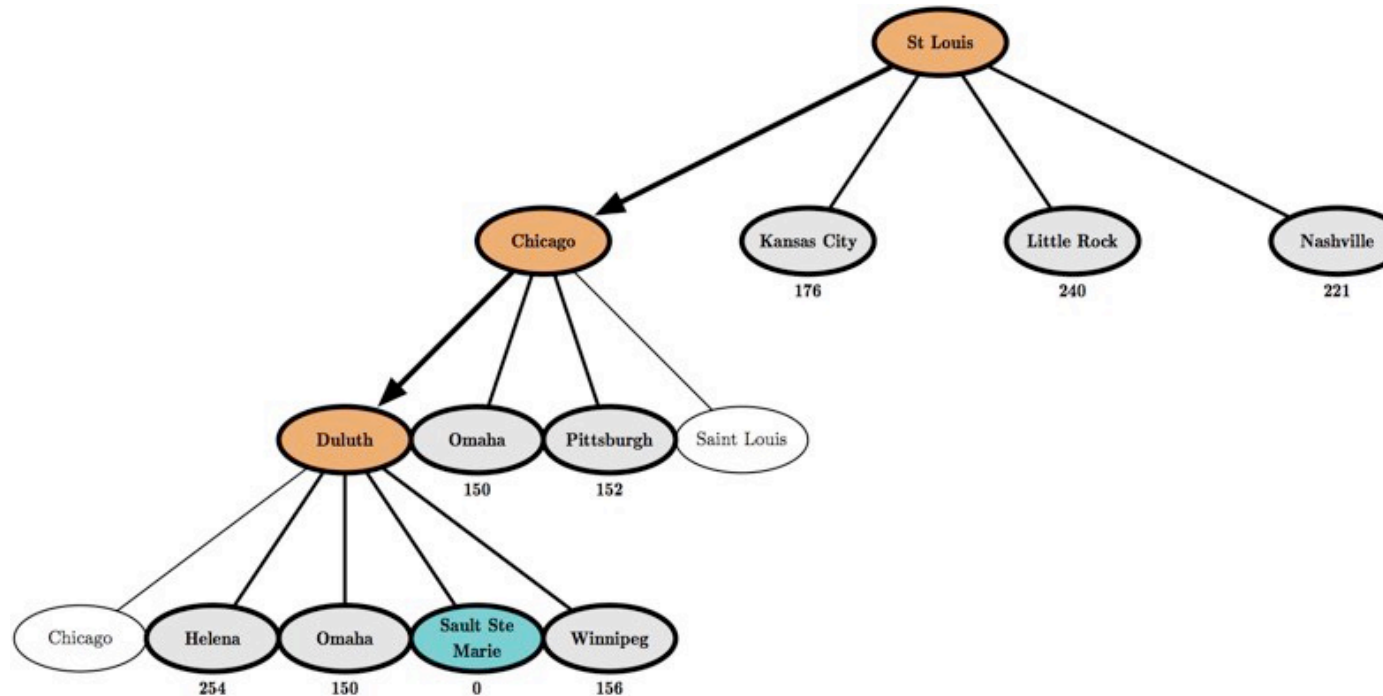 St Louis
Chicago
Kansas City
Little Rock
Nashville
176
240
221
Duluth
Omaha
Pittsburgh
Saint Louis
150
152
Chicago
Helena
Omaha
Sault Ste
Marie
Winnipeg
254
150
0
156